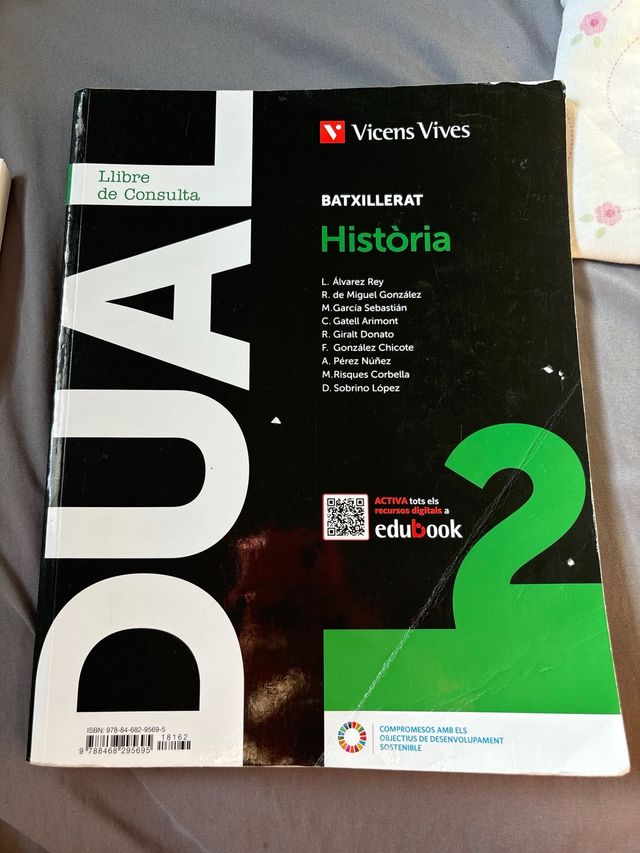 DUAL
Llibre
de Consulta
Vicens Vives
BATXILLERAT
Història
L. Álvarez Rey
R. de Miguel González
M.García Sebastián
C. Gatell Arimont
R. Giralt Donato
F. González Chicote
A. Pérez Núñez
M.Risques Corbella
D. Sobrino López
2
ACTIVA tots els
recursos digitals a
edubook
ISBN: 978-84-682-9569-5
18162
9 788468 295695
COMPROMESOS AMB ELS
OBJECTIUS DE DESENVOLUPAMENT
SOSTENIBLE